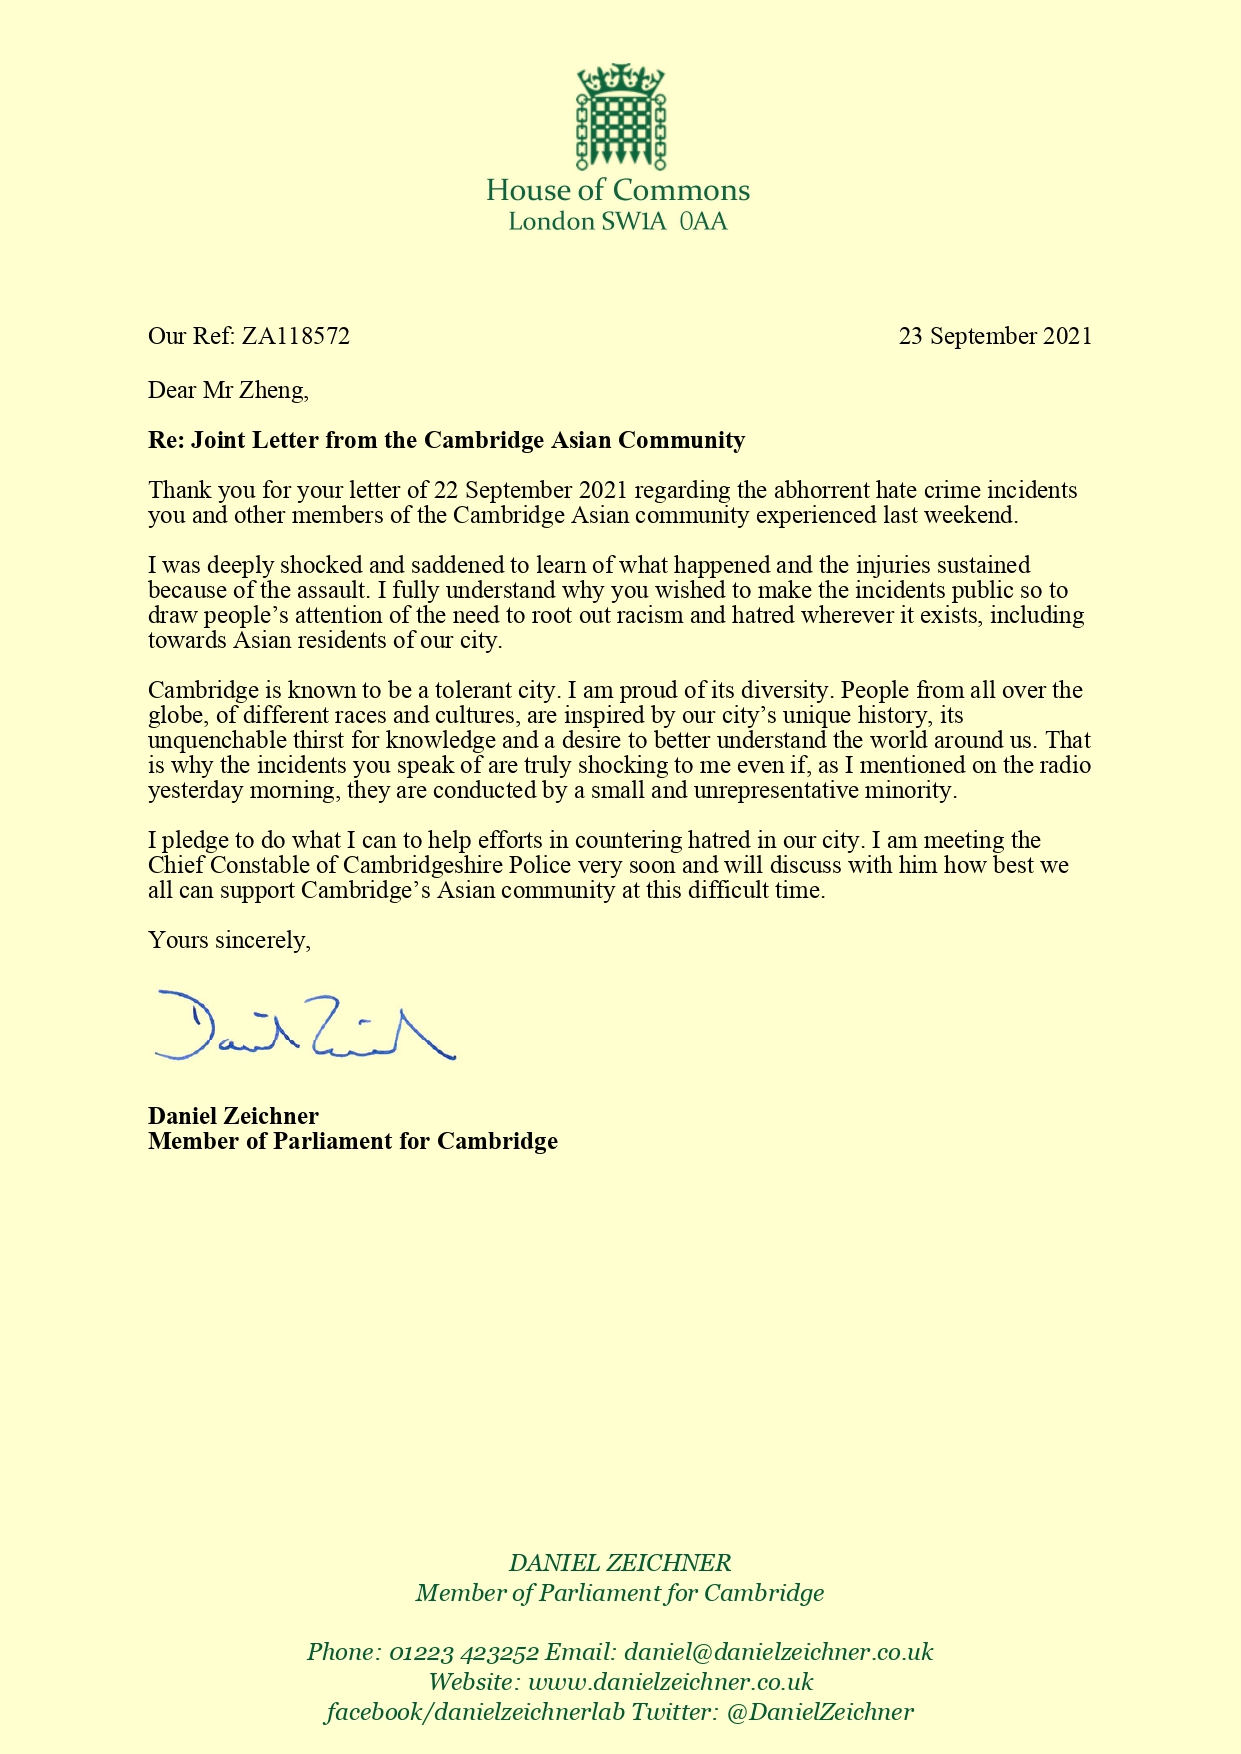 House of Commons
London SW1A 0AA
Our Ref: ZA118572 23 September 2021
Dear Mr Zheng,
Re: Joint Letter from the Cambridge Asian Community
Thank you for your letter of 22 September 2021 regarding the abhorrent hate crime incidents
you and other members of the Cambridge Asian community experienced last weekend.
I was deeply shocked and saddened to learn of what happened and the injuries sustained
because of the assault. I fully understand why you wished to make the incidents public so to
draw people’s attention of the need to root out racism and hatred wherever it exists, including
towards Asian residents of our city.
Cambridge is known to be a tolerant city. I am proud of its diversity. People from all over the
globe, of different races and cultures, are inspired by our city’s unique history, its
unquenchable thirst for knowledge and a desire to better understand the world around us. That
is why the incidents you speak of are truly shocking to me even if, as I mentioned on the radio
yesterday morning, they are conducted by a small and unrepresentative minority.
I pledge to do what I can to help efforts in countering hatred in our city. I am meeting the
Chief Constable of Cambridgeshire Police very soon and will discuss with him how best we
all can support Cambridge’s Asian community at this difficult time.
Yours sincerely,
Daniel Zeichner
Daniel Zeichner
Member of Parliament for Cambridge
DANIEL ZEICHNER
Member of Parliament for Cambridge
Phone: 01223 423252 Email: daniel@danielzeichner.co.uk
Website: www.danielzeichner.co.uk
facebook/danielzeichnerlab Twitter: @DanielZeichner